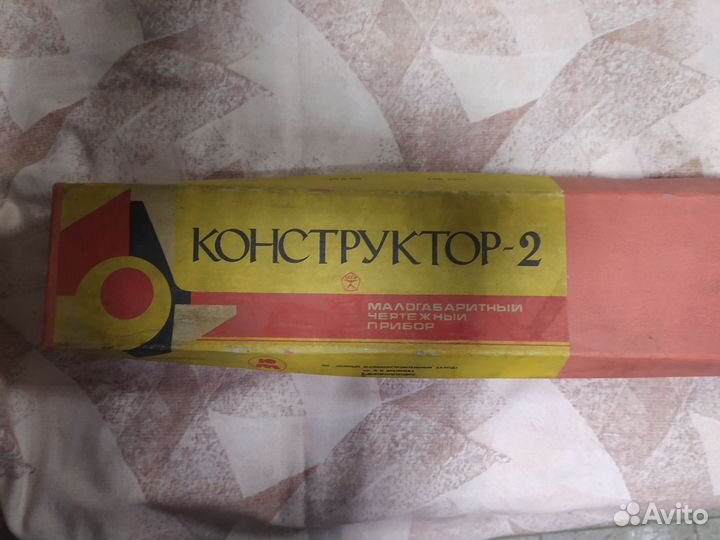 КОНСТРУКТОР-2
МАЛОГАБАРИТНЫЙ
ЧЕРТЕЖНЫЙ
ПРИБОР
Avito